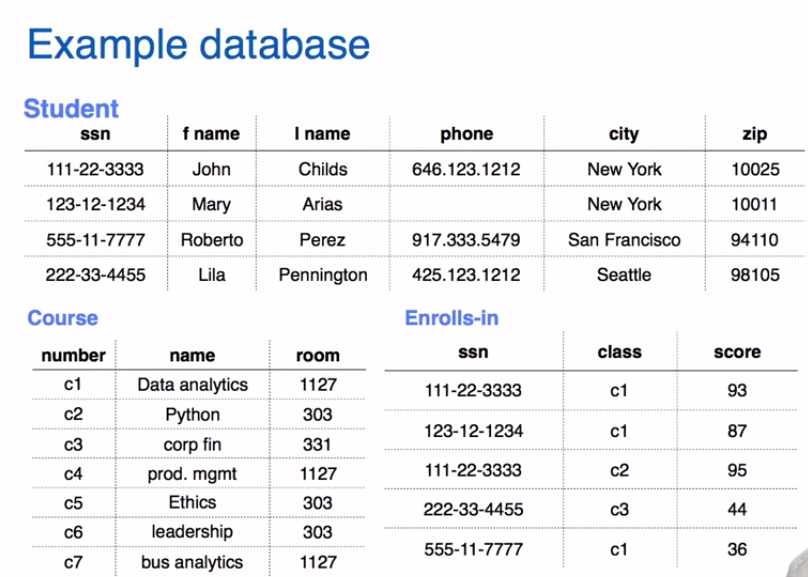 Example database
Student
ssn f name l name phone city zip
111-22-3333 John Childs 646.123.1212 New York 10025
123-12-1234 Mary Arias New York 10011
555-11-7777 Roberto Perez 917.333.5479 San Francisco 94110
222-33-4455 Lila Pennington 425.123.1212 Seattle 98105
Course
number name room
c1 Data analytics 1127
c2 Python 303
c3 corp fin 331
c4 prod. mgmt 1127
c5 Ethics 303
c6 leadership 303
c7 bus analytics 1127
Enrolls-in
ssn class score
111-22-3333 c1 93
123-12-1234 c1 87
111-22-3333 c2 95
222-33-4455 c3 44
555-11-7777 c1 36